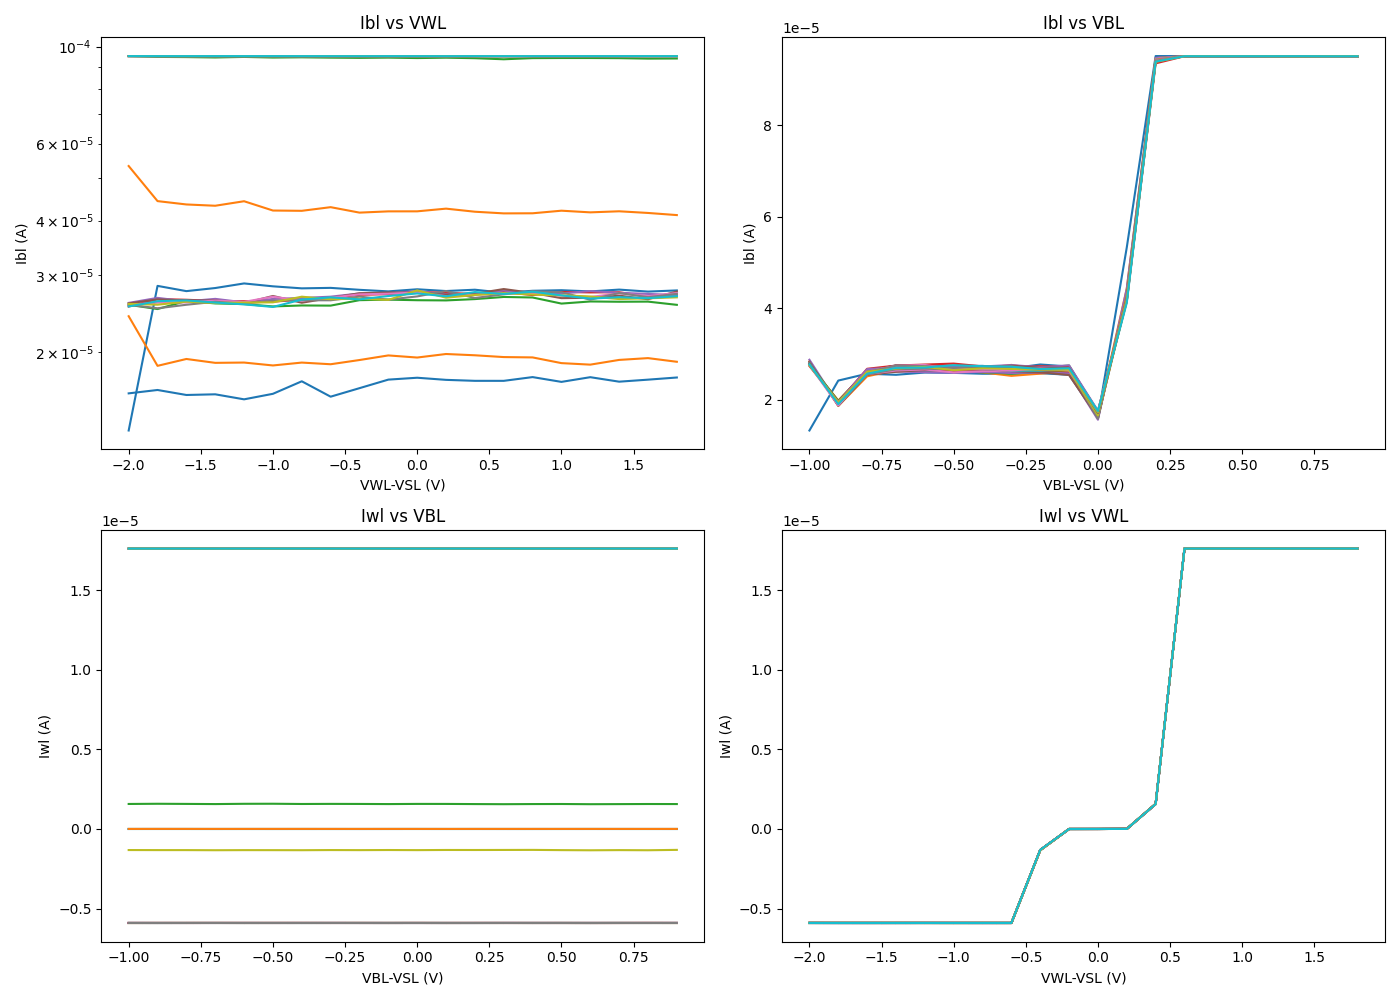 Ibl vs VWL
10⁻⁴
6 × 10⁻⁵
4 × 10⁻⁵
3 × 10⁻⁵
2 × 10⁻⁵
Ibl (A)
−2.0 −1.5 −1.0 −0.5 0.0 0.5 1.0 1.5
VWL-VSL (V)
Ibl vs VBL
1e−5
8
6
4
2
Ibl (A)
−1.00 −0.75 −0.50 −0.25 0.00 0.25 0.50 0.75
VBL-VSL (V)
Iwl vs VBL
1e−5
1.5
1.0
0.5
0.0
−0.5
Iwl (A)
−1.00 −0.75 −0.50 −0.25 0.00 0.25 0.50 0.75
VBL-VSL (V)
Iwl vs VWL
1e−5
1.5
1.0
0.5
0.0
−0.5
Iwl (A)
−2.0 −1.5 −1.0 −0.5 0.0 0.5 1.0 1.5
VWL-VSL (V)